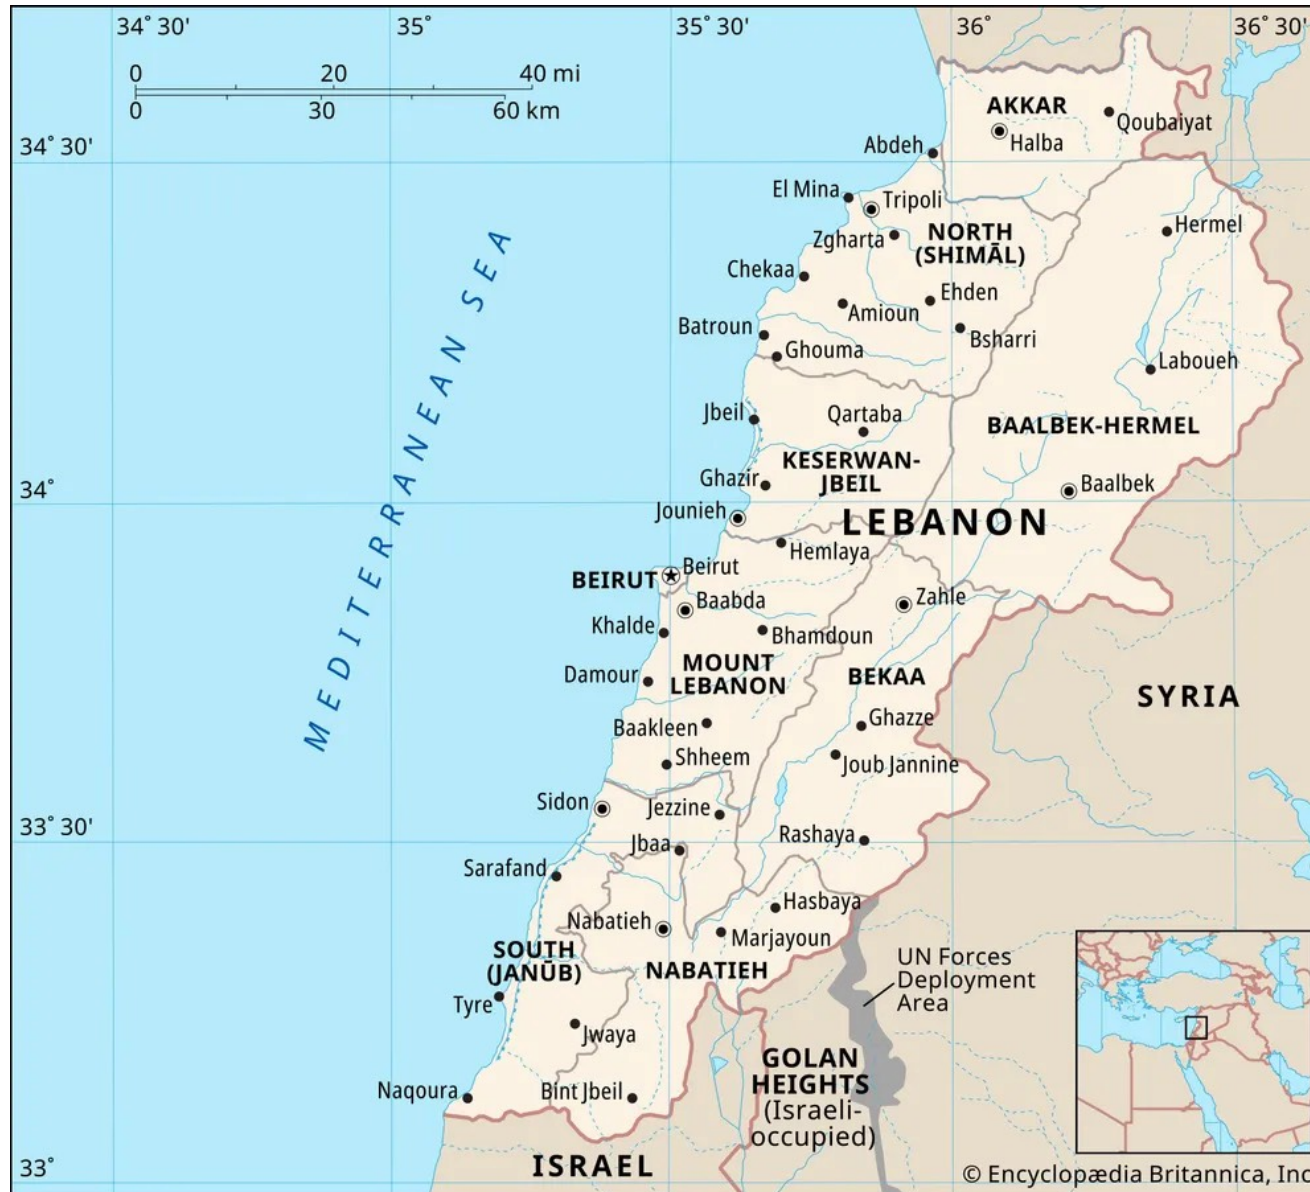 34° 30'
35°
35° 30'
36°
36° 30'
0 20 40 mi
0 30 60 km
34° 30'
34°
33° 30'
33°
MEDITERRANEAN SEA
AKKAR
Qoubaiyat
Halba
Abdeh
El Mina
Tripoli
Zgharta
NORTH
(SHIMĀL)
Hermel
Chekaa
Ehden
Amioun
Batroun
Bsharri
Ghouma
Laboueh
Jbeil
Qartaba
BAALBEK-HERMEL
KESERWAN-
JBEIL
Ghazir
Baalbek
Jounieh
LEBANON
Hemlaya
BEIRUT
Beirut
Baabda
Zahle
Khalde
Bhamdoun
MOUNT
LEBANON
BEKAA
Damour
SYRIA
Baakleen
Ghazze
Shheem
Joub Jannine
Sidon
Jezzine
Jbaa
Rashaya
Sarafand
Hasbaya
Nabatieh
Marjayoun
SOUTH
(JANŪB)
NABATIEH
UN Forces
Deployment
Area
Tyre
Jwaya
GOLAN
HEIGHTS
(Israeli-
occupied)
Naqoura
Bint Jbeil
ISRAEL
© Encyclopædia Britannica, Inc